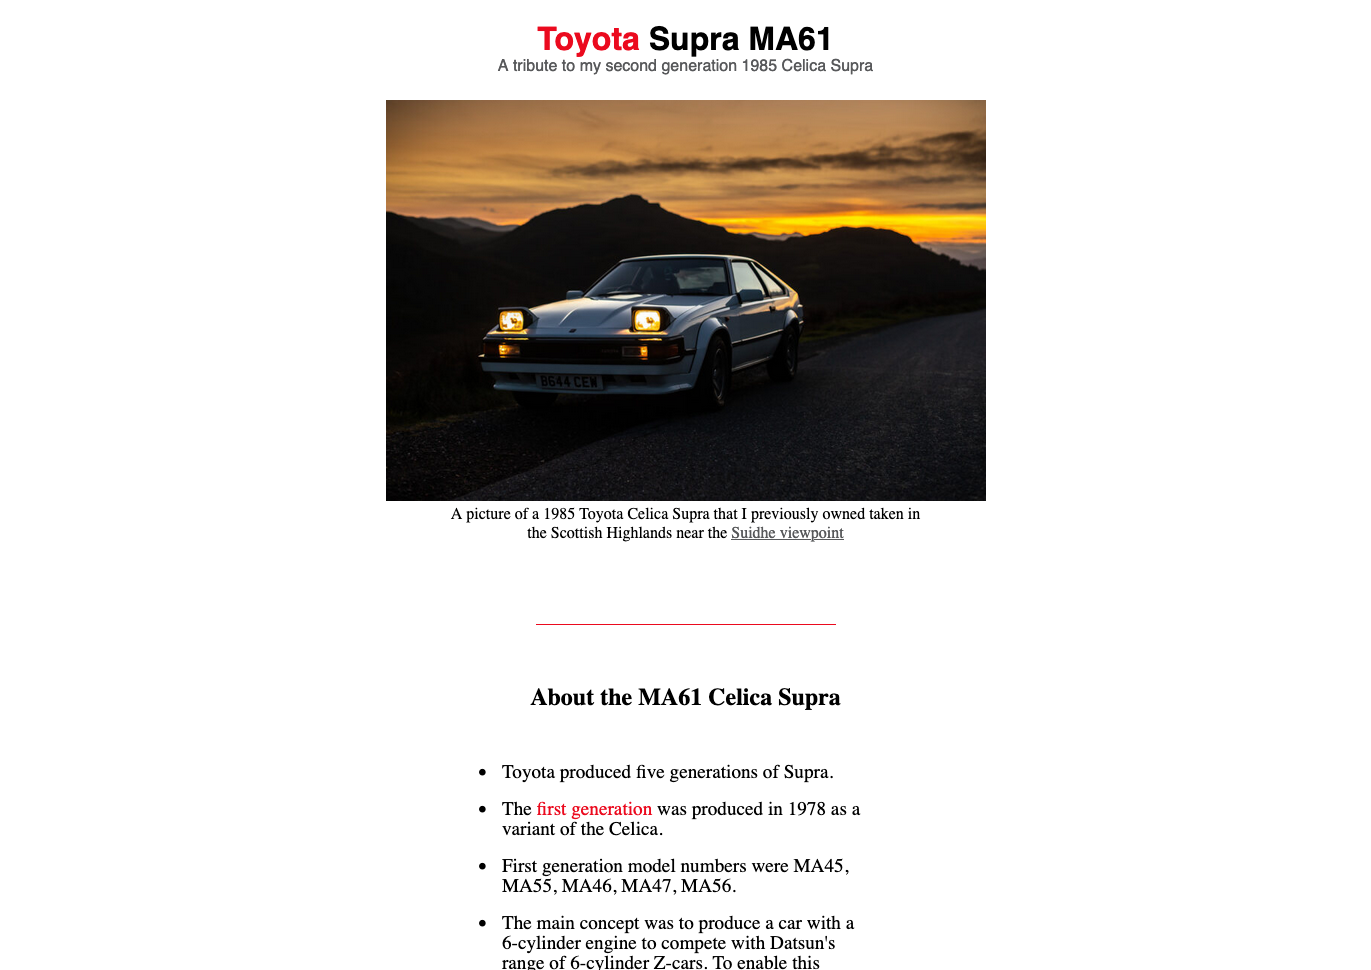 Toyota Supra MA61
A tribute to my second generation 1985 Celica Supra
B644 CEW
A picture of a 1985 Toyota Celica Supra that I previously owned taken in
the Scottish Highlands near the Suidhe viewpoint
About the MA61 Celica Supra
Toyota produced five generations of Supra.
The first generation was produced in 1978 as a
variant of the Celica.
First generation model numbers were MA45,
MA55, MA46, MA47, MA56.
The main concept was to produce a car with a
6-cylinder engine to compete with Datsun's
range of 6-cylinder Z-cars. To enable this